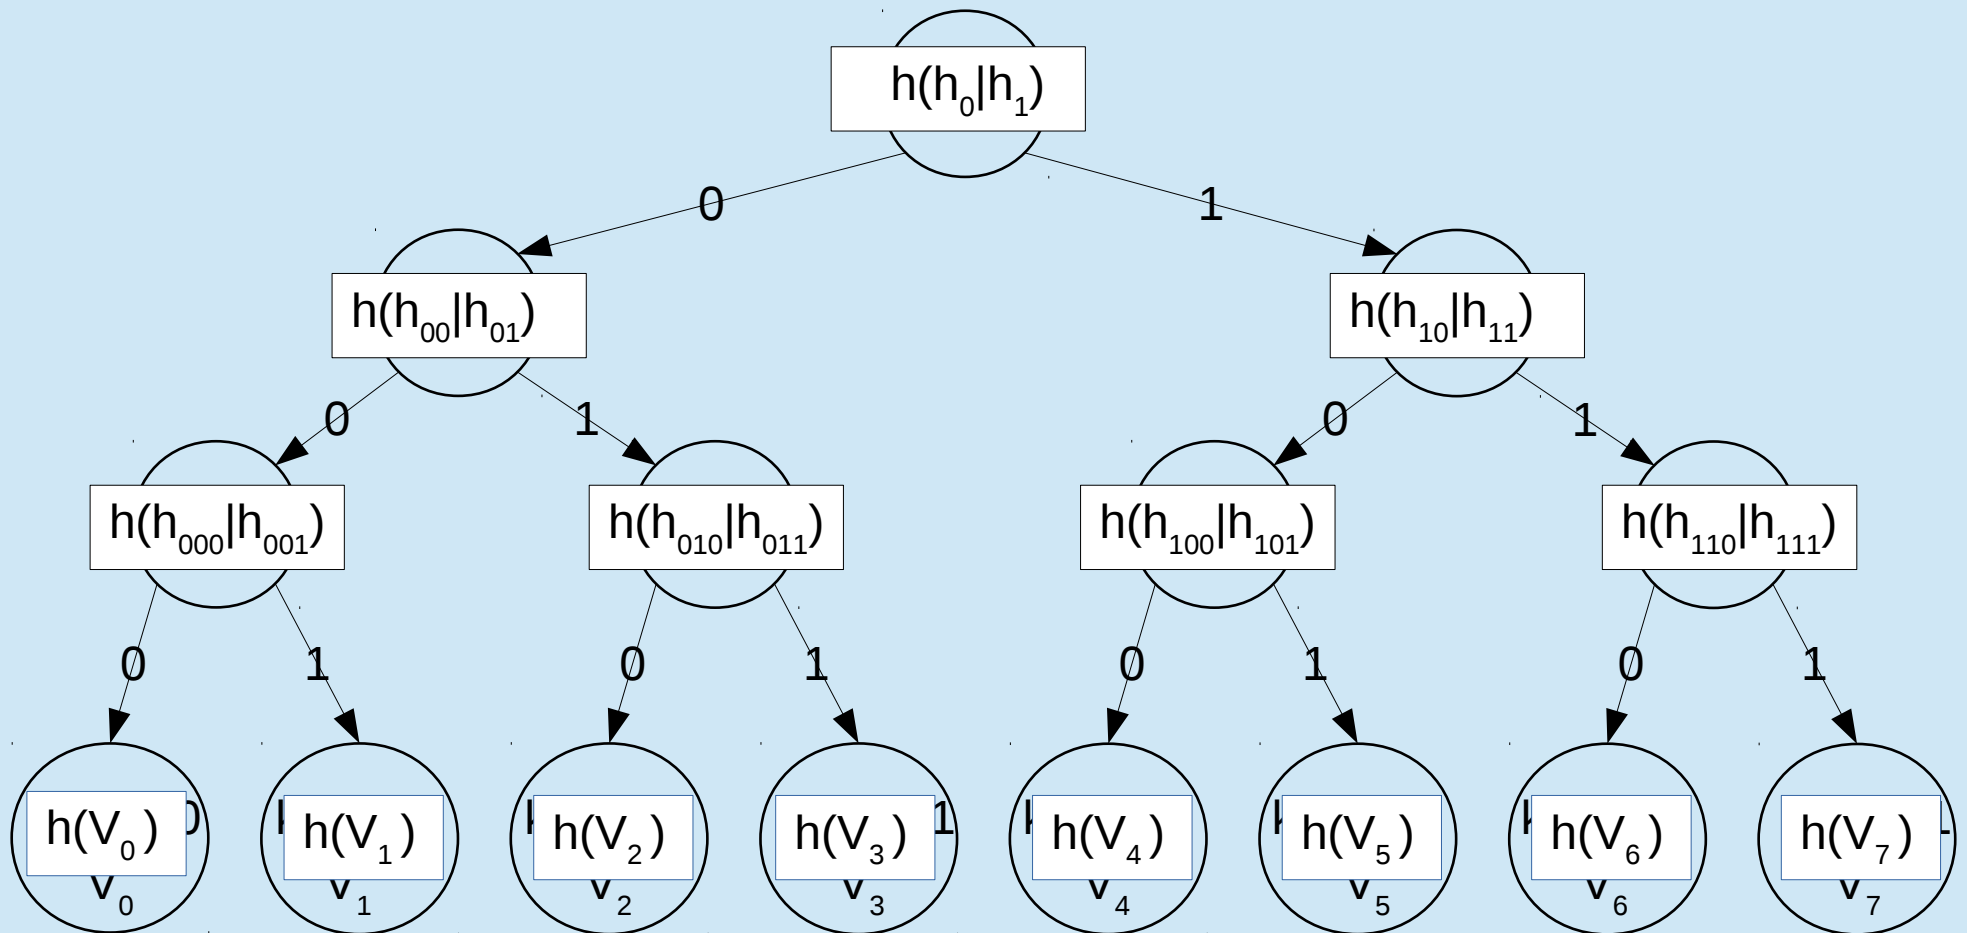 h(h₀|h₁)
0 1
h(h₀₀|h₀₁) h(h₁₀|h₁₁)
0 1 0 1
h(h₀₀₀|h₀₀₁) h(h₀₁₀|h₀₁₁) h(h₁₀₀|h₁₀₁) h(h₁₁₀|h₁₁₁)
0 1 0 1 0 1 0 1
h(V₀) h(V₁) h(V₂) h(V₃) h(V₄) h(V₅) h(V₆) h(V₇)
V₀ V₁ V₂ V₃ V₄ V₅ V₆ V₇